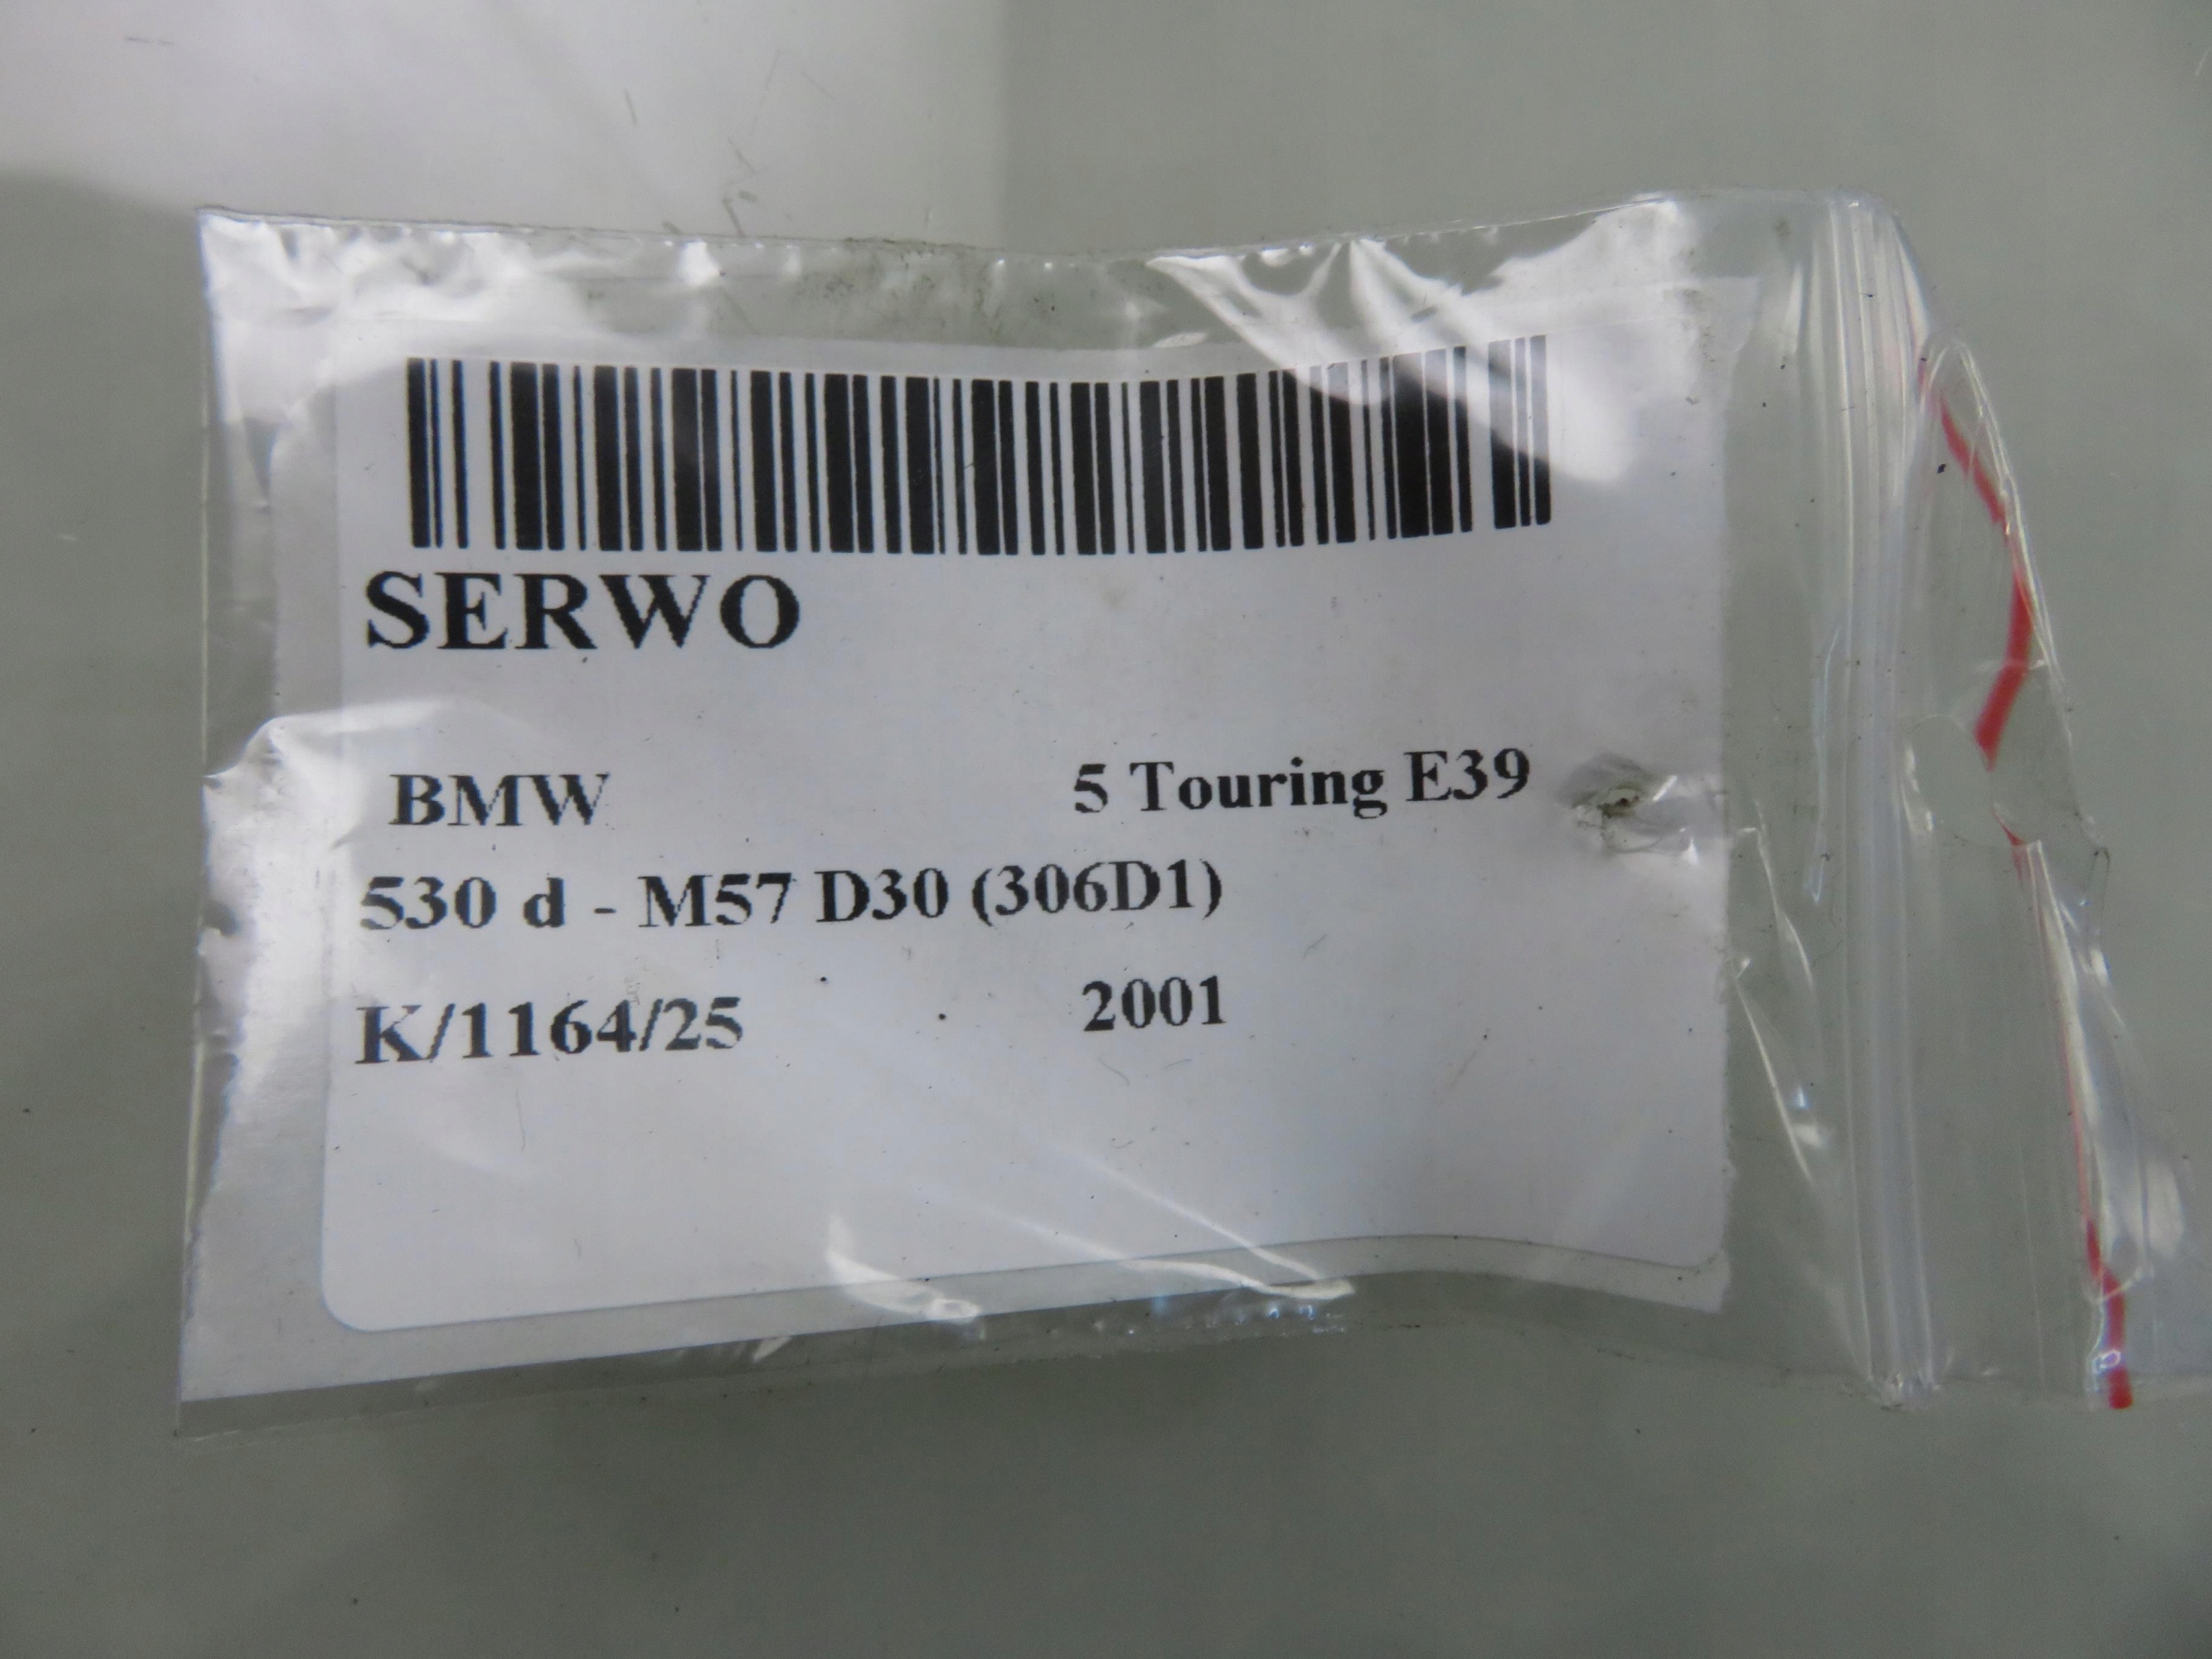 SERWO
BMW 5 Touring E39
530 d - M57 D30 (306D1)
K/1164/25 2001